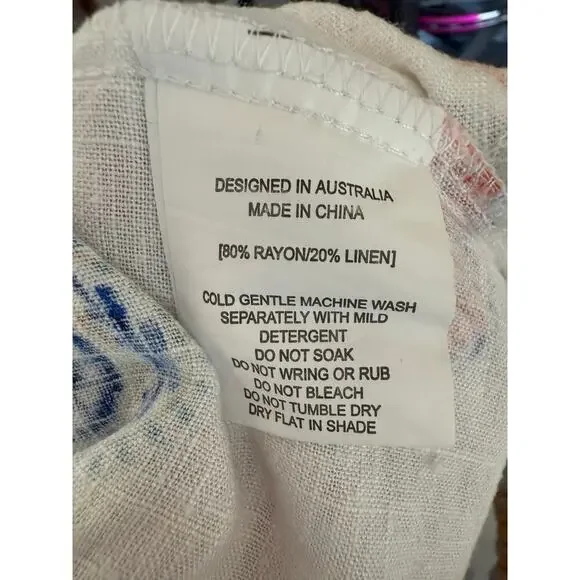 DESIGNED IN AUSTRALIA
MADE IN CHINA
[80% RAYON/20% LINEN]
COLD GENTLE MACHINE WASH
SEPARATELY WITH MILD
DETERGENT
DO NOT SOAK
DO NOT WRING OR RUB
DO NOT BLEACH
DO NOT TUMBLE DRY
DRY FLAT IN SHADE